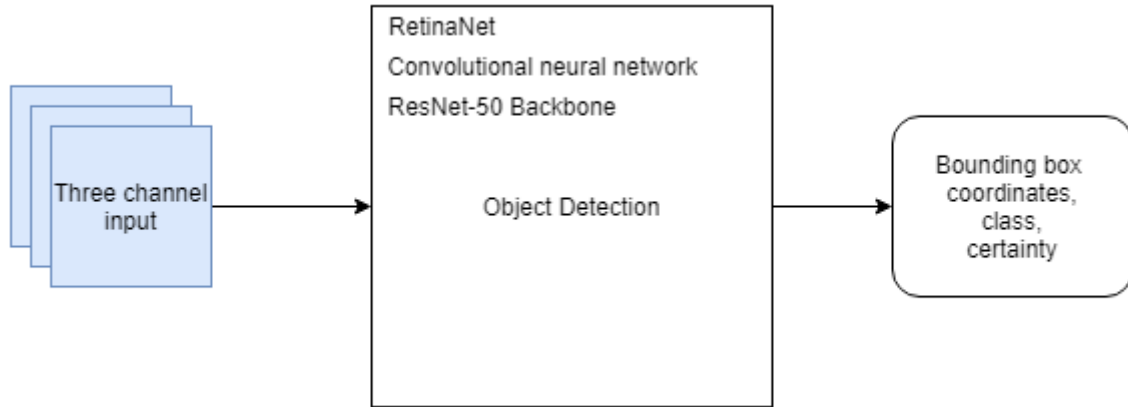 Three channel
input
RetinaNet
Convolutional neural network
ResNet-50 Backbone
Object Detection
Bounding box
coordinates,
class,
certainty